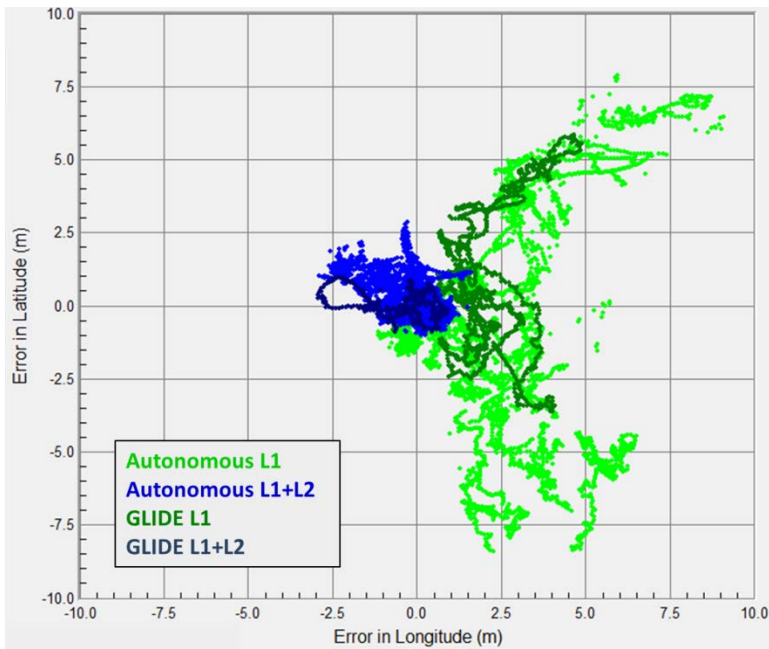 10.0
7.5
5.0
2.5
0.0
-2.5
-5.0
-7.5
-10.0
Error in Latitude (m)
Autonomous L1
Autonomous L1+L2
GLIDE L1
GLIDE L1+L2
-10.0 -7.5 -5.0 -2.5 0.0 2.5 5.0 7.5 10.0
Error in Longitude (m)